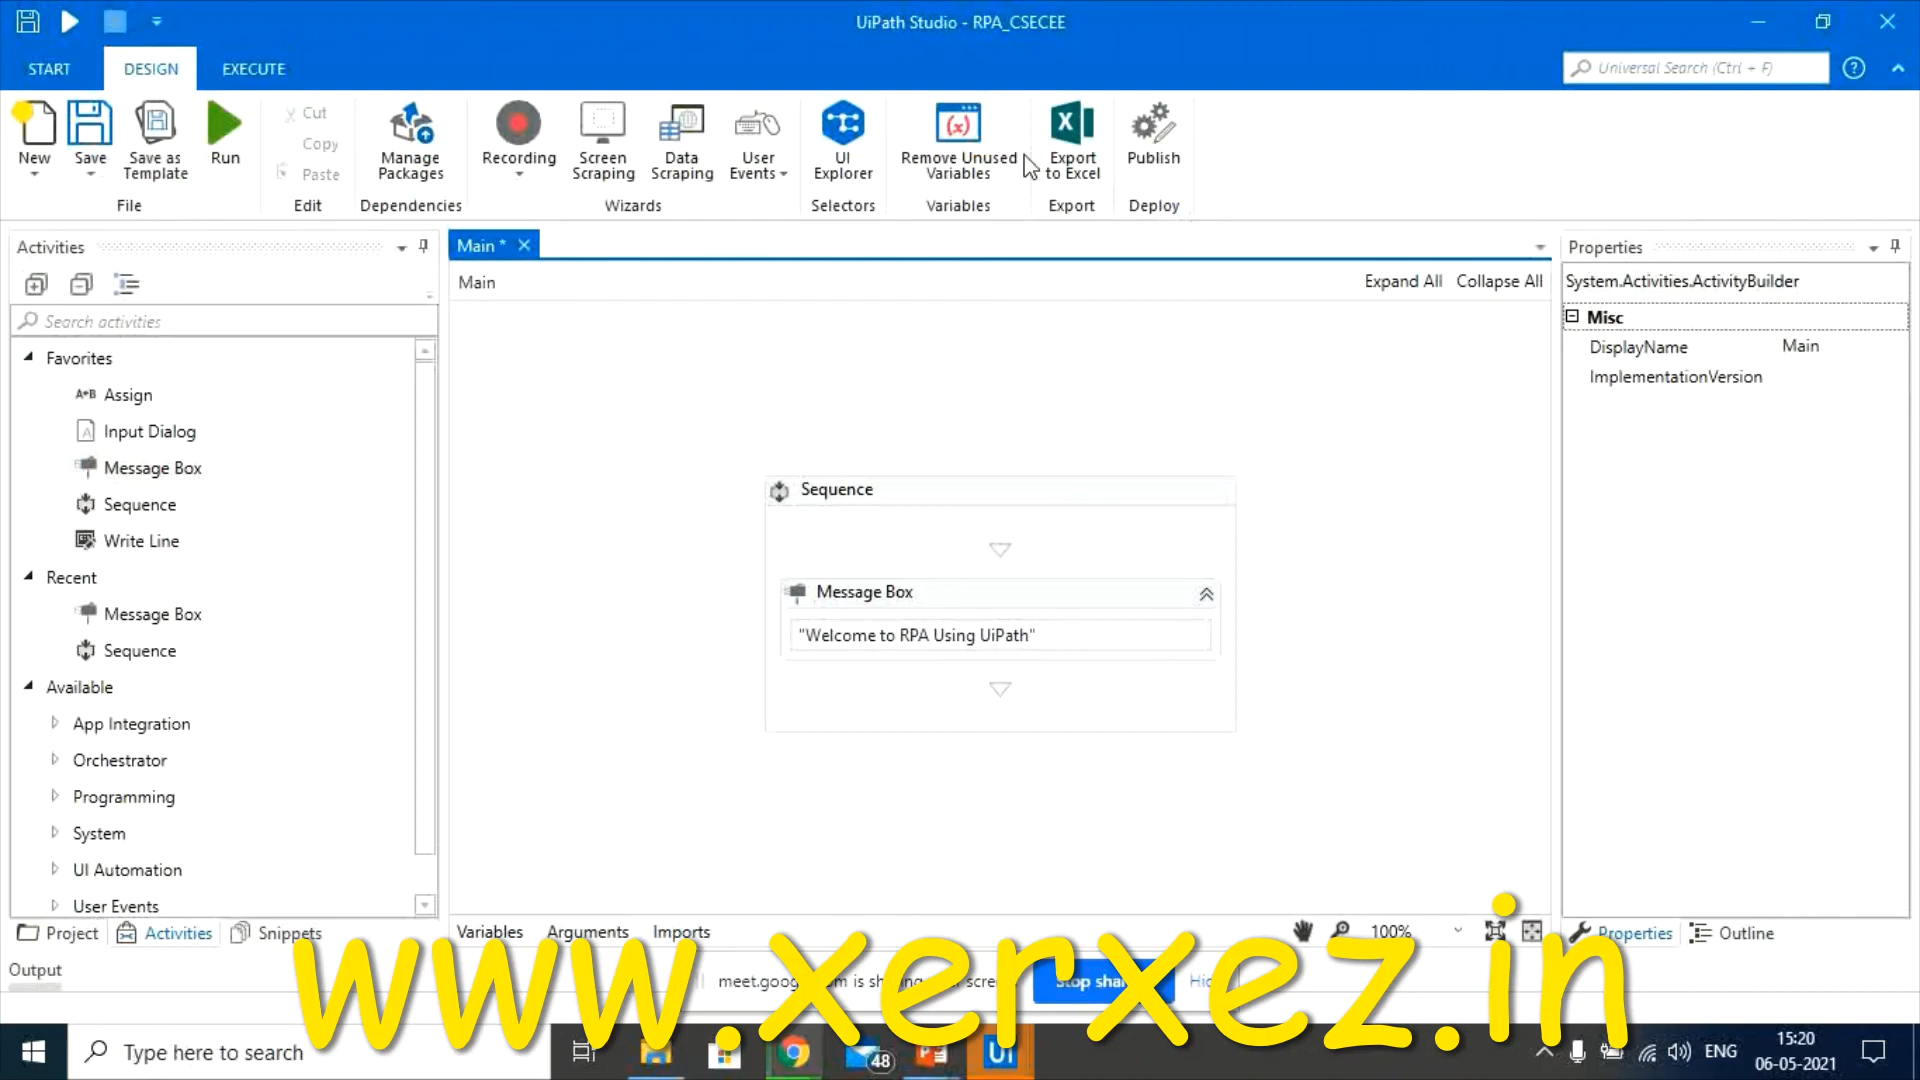 UiPath Studio - RPA_CSECEE
START DESIGN EXECUTE
Universal Search (Ctrl + F)
New
Save
Save as Template
Run
Cut
Copy
Paste
Manage Packages
Recording
Screen Scraping
Data Scraping
User Events
UI Explorer
Remove Unused Variables
Export to Excel
Publish
File
Edit
Dependencies
Wizards
Selectors
Variables
Export
Deploy
Activities
Search activities
Favorites
Assign
Input Dialog
Message Box
Sequence
Write Line
Recent
Message Box
Sequence
Available
App Integration
Orchestrator
Programming
System
UI Automation
User Events
Project Activities Snippets
Output
Main *
Main
Expand All Collapse All
Sequence
Message Box
"Welcome to RPA Using UiPath"
Variables Arguments Imports
100%
Properties
System.Activities.ActivityBuilder
Misc
DisplayName Main
ImplementationVersion
Properties Outline
is
Stop
www.xerxez.in
Type here to search
48
ENG
15:20
06-05-2021